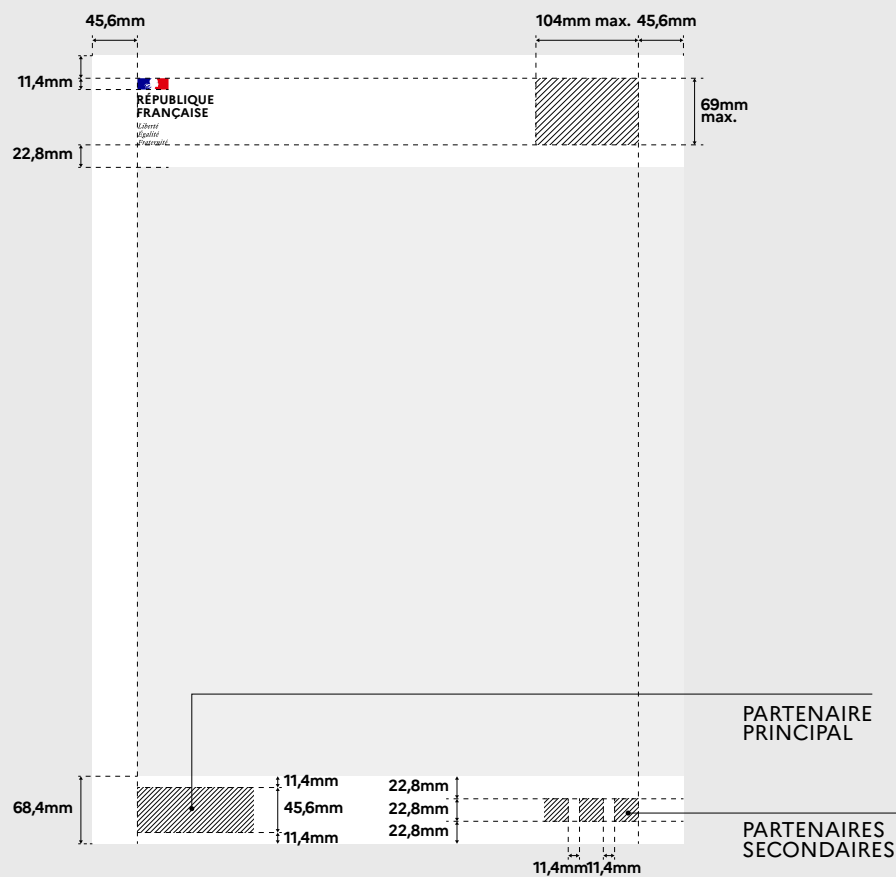 45,6mm
104mm max.
45,6mm
11,4mm
RÉPUBLIQUE
FRANÇAISE
Liberté
Égalité
Fraternité
69mm
max.
22,8mm
PARTENAIRE
PRINCIPAL
68,4mm
11,4mm
45,6mm
11,4mm
22,8mm
22,8mm
22,8mm
PARTENAIRES
SECONDAIRES
11,4mm
11,4mm